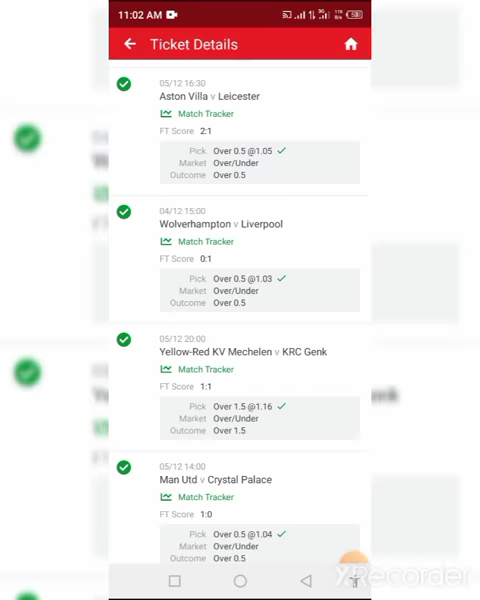 11:02 AM
Ticket Details
05/12 16:30
Aston Villa v Leicester
Match Tracker
FT Score 2:1
Pick Over 0.5 @1.05
Market Over/Under
Outcome Over 0.5
04/12 15:00
Wolverhampton v Liverpool
Match Tracker
FT Score 0:1
Pick Over 0.5 @1.03
Market Over/Under
Outcome Over 0.5
05/12 20:00
Yellow-Red KV Mechelen v KRC Genk
Match Tracker
FT Score 1:1
Pick Over 1.5 @1.16
Market Over/Under
Outcome Over 1.5
05/12 14:00
Man Utd v Crystal Palace
Match Tracker
FT Score 1:0
Pick Over 0.5 @1.04
Market Over/Under
Outcome Over 0.5
XRecorder